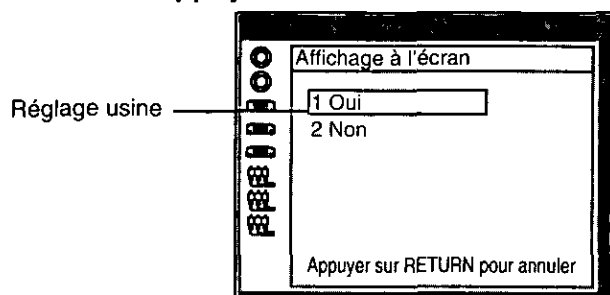 Affichage à l'écran
Réglage usine
1 Oui
2 Non
Appuyer sur RETURN pour annuler